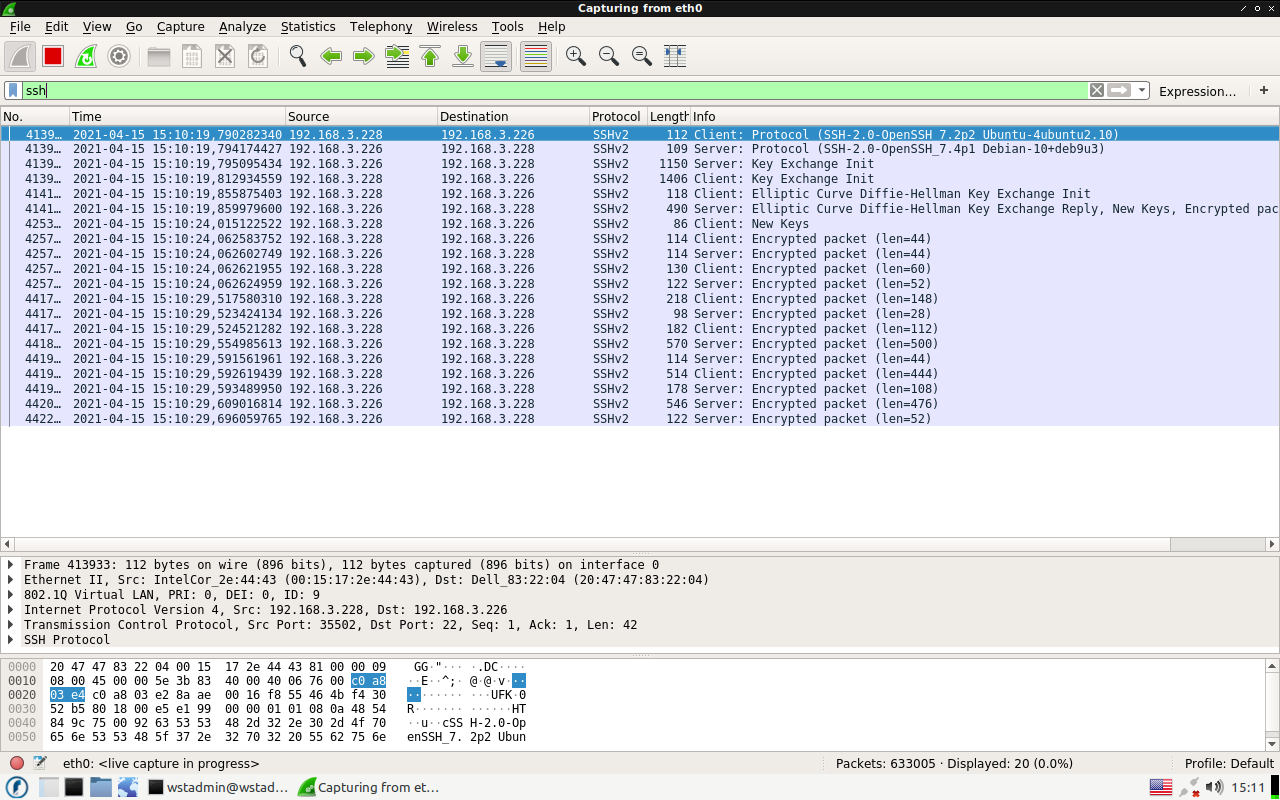 Capturing from eth0
File Edit View Go Capture Analyze Statistics Telephony Wireless Tools Help
ssh Expression… +
No. Time Source Destination Protocol Length Info
4139… 2021-04-15 15:10:19,790282340 192.168.3.228 192.168.3.226 SSHv2 112 Client: Protocol (SSH-2.0-OpenSSH_7.2p2 Ubuntu-4ubuntu2.10)
4139… 2021-04-15 15:10:19,794174427 192.168.3.226 192.168.3.228 SSHv2 109 Server: Protocol (SSH-2.0-OpenSSH_7.4p1 Debian-10+deb9u3)
4139… 2021-04-15 15:10:19,795095434 192.168.3.226 192.168.3.228 SSHv2 1150 Server: Key Exchange Init
4139… 2021-04-15 15:10:19,812934559 192.168.3.228 192.168.3.226 SSHv2 1406 Client: Key Exchange Init
4141… 2021-04-15 15:10:19,855875403 192.168.3.228 192.168.3.226 SSHv2 118 Client: Elliptic Curve Diffie-Hellman Key Exchange Init
4141… 2021-04-15 15:10:19,859979600 192.168.3.226 192.168.3.228 SSHv2 490 Server: Elliptic Curve Diffie-Hellman Key Exchange Reply, New Keys, Encrypted pac
4253… 2021-04-15 15:10:24,015122522 192.168.3.228 192.168.3.226 SSHv2 86 Client: New Keys
4257… 2021-04-15 15:10:24,062583752 192.168.3.228 192.168.3.226 SSHv2 114 Client: Encrypted packet (len=44)
4257… 2021-04-15 15:10:24,062602749 192.168.3.226 192.168.3.228 SSHv2 114 Server: Encrypted packet (len=44)
4257… 2021-04-15 15:10:24,062621955 192.168.3.228 192.168.3.226 SSHv2 130 Client: Encrypted packet (len=60)
4257… 2021-04-15 15:10:24,062624959 192.168.3.226 192.168.3.228 SSHv2 122 Server: Encrypted packet (len=52)
4417… 2021-04-15 15:10:29,517580310 192.168.3.228 192.168.3.226 SSHv2 218 Client: Encrypted packet (len=148)
4417… 2021-04-15 15:10:29,523424134 192.168.3.226 192.168.3.228 SSHv2 98 Server: Encrypted packet (len=28)
4417… 2021-04-15 15:10:29,524521282 192.168.3.228 192.168.3.226 SSHv2 182 Client: Encrypted packet (len=112)
4418… 2021-04-15 15:10:29,554985613 192.168.3.226 192.168.3.228 SSHv2 570 Server: Encrypted packet (len=500)
4419… 2021-04-15 15:10:29,591561961 192.168.3.226 192.168.3.228 SSHv2 114 Server: Encrypted packet (len=44)
4419… 2021-04-15 15:10:29,592619439 192.168.3.228 192.168.3.226 SSHv2 514 Client: Encrypted packet (len=444)
4419… 2021-04-15 15:10:29,593489950 192.168.3.226 192.168.3.228 SSHv2 178 Server: Encrypted packet (len=108)
4420… 2021-04-15 15:10:29,609016814 192.168.3.226 192.168.3.228 SSHv2 546 Server: Encrypted packet (len=476)
4422… 2021-04-15 15:10:29,696059765 192.168.3.226 192.168.3.228 SSHv2 122 Server: Encrypted packet (len=52)
Frame 413933: 112 bytes on wire (896 bits), 112 bytes captured (896 bits) on interface 0
Ethernet II, Src: IntelCor_2e:44:43 (00:15:17:2e:44:43), Dst: Dell_83:22:04 (20:47:47:83:22:04)
802.1Q Virtual LAN, PRI: 0, DEI: 0, ID: 9
Internet Protocol Version 4, Src: 192.168.3.228, Dst: 192.168.3.226
Transmission Control Protocol, Src Port: 35502, Dst Port: 22, Seq: 1, Ack: 1, Len: 42
SSH Protocol
0000 20 47 47 83 22 04 00 15 17 2e 44 43 81 00 00 09 GG·"··· ·.DC····
0010 08 00 45 00 00 5e 3b 83 40 00 40 06 76 00 c0 a8 ··E··^;· @·@·v···
0020 03 e4 c0 a8 03 e2 8a ae 00 16 f8 55 46 4b f4 30 ········ ···UFK·0
0030 52 b5 80 18 00 e5 e1 99 00 00 01 01 08 0a 48 54 R······· ······HT
0040 84 9c 75 00 92 63 53 53 48 2d 32 2e 30 2d 4f 70 ··u··cSS H-2.0-Op
0050 65 6e 53 53 48 5f 37 2e 32 70 32 20 55 62 75 6e enSSH_7. 2p2 Ubun
eth0: <live capture in progress> Packets: 633005 · Displayed: 20 (0.0%) Profile: Default
wstadmin@wstad… Capturing from et… 15:11